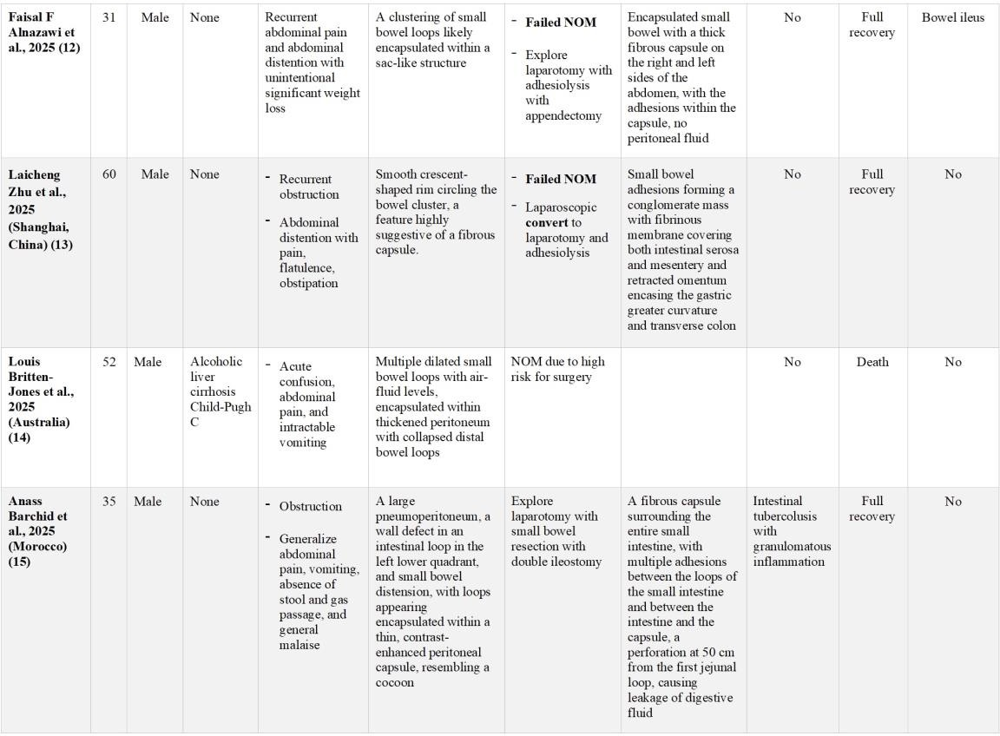 Faisal F
Alnazawi et
al., 2025 (12)
31
Male
None
Recurrent
abdominal pain
and abdominal
distention with
unintentional
significant weight
loss
A clustering of small
bowel loops likely
encapsulated within a
sac-like structure
- Failed NOM
- Explore
laparotomy with
adhesiolysis
with
appendectomy
Encapsulated small
bowel with a thick
fibrous capsule on
the right and left
sides of the
abdomen, with the
adhesions within the
capsule, no
peritoneal fluid
No
Full
recovery
Bowel ileus
Laicheng
Zhu et al.,
2025
(Shanghai,
China) (13)
60
Male
None
- Recurrent
obstruction
- Abdominal
distention with
pain,
flatulence,
obstipation
Smooth crescent-
shaped rim circling the
bowel cluster, a
feature highly
suggestive of a fibrous
capsule.
- Failed NOM
- Laparoscopic
convert to
laparotomy and
adhesiolysis
Small bowel
adhesions forming a
conglomerate mass
with fibrinous
membrane covering
both intestinal serosa
and mesentery and
retracted omentum
encasing the gastric
greater curvature
and transverse colon
No
Full
recovery
No
Louis
Britten-
Jones et al.,
2025
(Australia)
(14)
52
Male
Alcoholic
liver
cirrhosis
Child-Pugh
C
- Acute
confusion,
abdominal
pain, and
intractable
vomiting
Multiple dilated small
bowel loops with air-
fluid levels,
encapsulated within
thickened peritoneum
with collapsed distal
bowel loops
NOM due to high
risk for surgery
No
Death
No
Anass
Barchid et
al., 2025
(Morocco)
(15)
35
Male
None
- Obstruction
- Generalize
abdominal
pain, vomiting,
absence of
stool and gas
passage, and
general
malaise
A large
pneumoperitoneum, a
wall defect in an
intestinal loop in the
left lower quadrant,
and small bowel
distension, with loops
appearing
encapsulated within a
thin, contrast-
enhanced peritoneal
capsule, resembling a
cocoon
Explore
laparotomy with
small bowel
resection with
double ileostomy
A fibrous capsule
surrounding the
entire small
intestine, with
multiple adhesions
between the loops of
the small intestine
and between the
intestine and the
capsule, a
perforation at 50 cm
from the first jejunal
loop, causing
leakage of digestive
fluid
Intestinal
tubercolusis
with
granulomatous
inflammation
Full
recovery
No